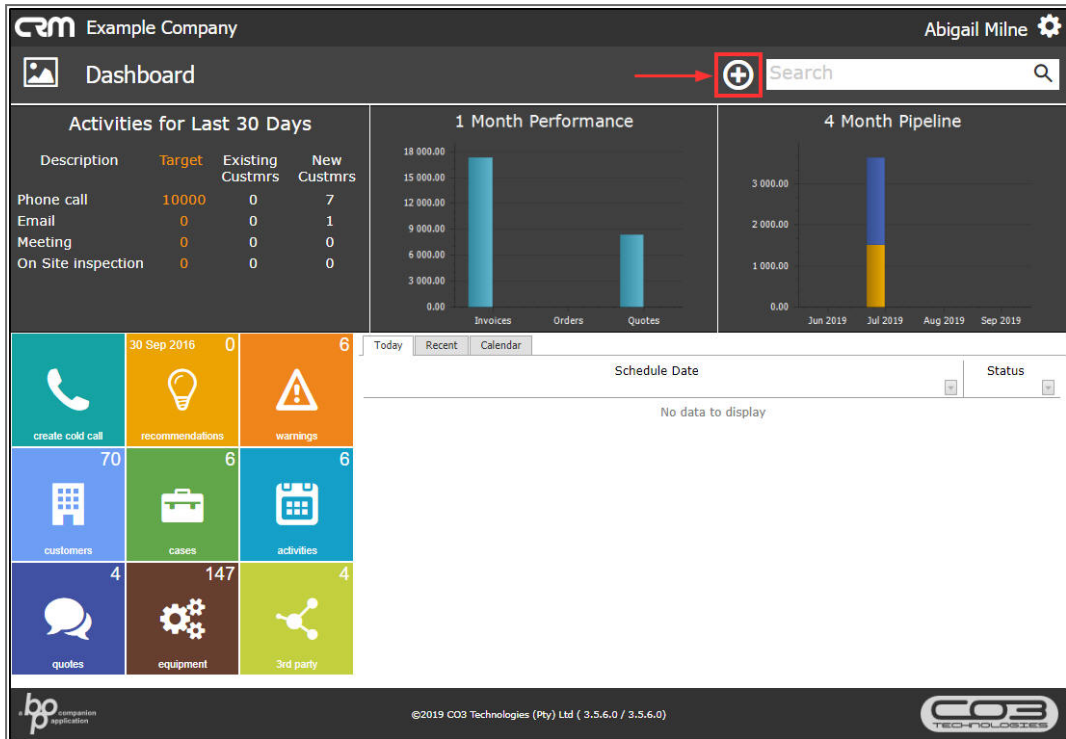 CRM Example Company
Abigail Milne
Dashboard
Search
Activities for Last 30 Days
Description Target Existing Custmrs New Custmrs
Phone call 10000 0 7
Email 0 0 1
Meeting 0 0 0
On Site inspection 0 0 0
1 Month Performance
18 000.00
15 000.00
12 000.00
9 000.00
6 000.00
3 000.00
0.00
Invoices Orders Quotes
4 Month Pipeline
3 000.00
2 000.00
1 000.00
0.00
Jun 2019 Jul 2019 Aug 2019 Sep 2019
create cold call
30 Sep 2016 0
recommendations
6
warnings
70
customers
6
cases
6
activities
4
quotes
147
equipment
4
3rd party
Today Recent Calendar
Schedule Date Status
No data to display
a bp companion application
©2019 CO3 Technologies (Pty) Ltd ( 3.5.6.0 / 3.5.6.0)
CO3
TECHNOLOGIES